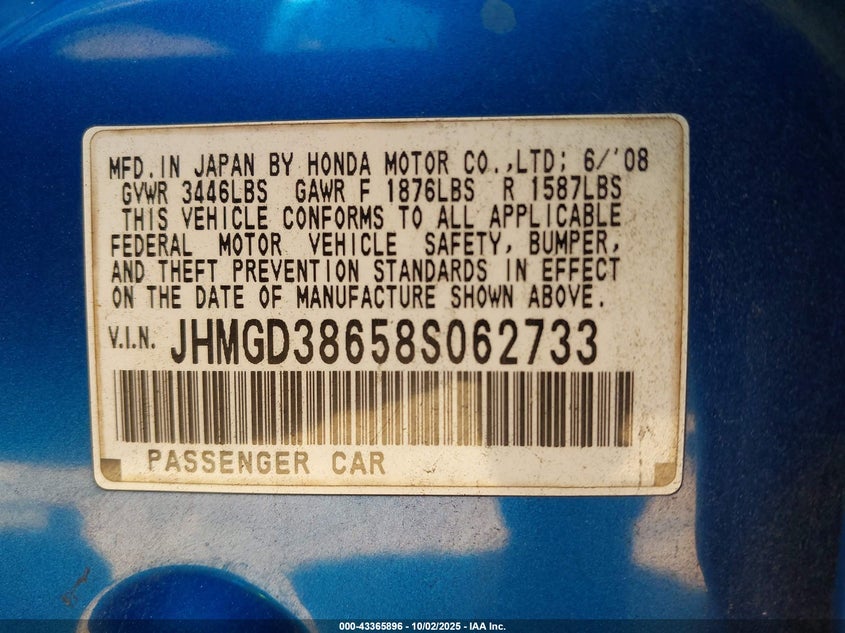 MFD.IN JAPAN BY HONDA MOTOR CO.,LTD; 6/'08
GVWR 3446LBS GAWR F 1876LBS R 1587LBS
THIS VEHICLE CONFORMS TO ALL APPLICABLE
FEDERAL MOTOR VEHICLE SAFETY, BUMPER,
AND THEFT PREVENTION STANDARDS IN EFFECT
ON THE DATE OF MANUFACTURE SHOWN ABOVE.
V.I.N. JHMGD38658S062733
PASSENGER CAR
000-43365896 - 10/02/2025 - IAA Inc.